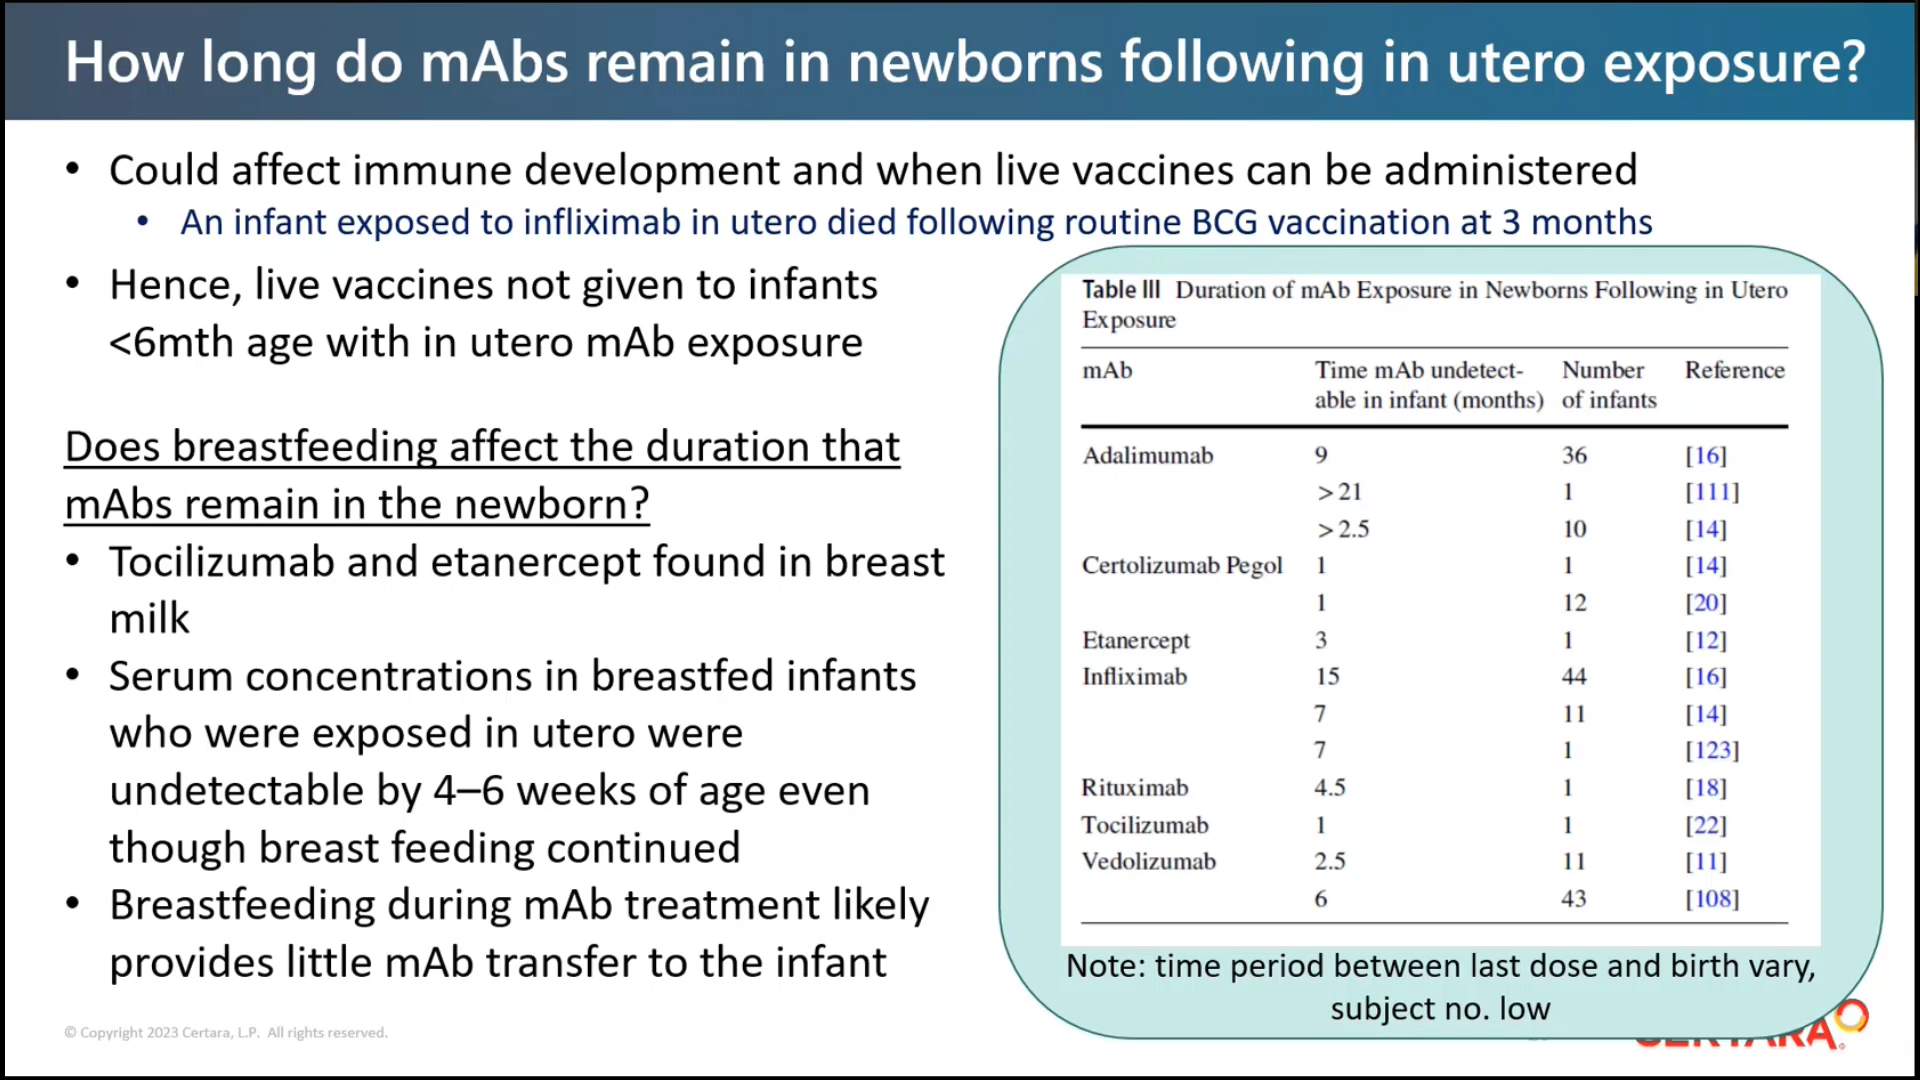 How long do mAbs remain in newborns following in utero exposure?
• Could affect immune development and when live vaccines can be administered
• An infant exposed to infliximab in utero died following routine BCG vaccination at 3 months
• Hence, live vaccines not given to infants
<6mth age with in utero mAb exposure
Does breastfeeding affect the duration that
mAbs remain in the newborn?
• Tocilizumab and etanercept found in breast
milk
• Serum concentrations in breastfed infants
who were exposed in utero were
undetectable by 4–6 weeks of age even
though breast feeding continued
• Breastfeeding during mAb treatment likely
provides little mAb transfer to the infant
Table III Duration of mAb Exposure in Newborns Following in Utero
Exposure
mAb Time mAb undetect- Number Reference
able in infant (months) of infants
Adalimumab 9 36 [16]
>21 1 [111]
>2.5 10 [14]
Certolizumab Pegol 1 1 [14]
1 12 [20]
Etanercept 3 1 [12]
Infliximab 15 44 [16]
7 11 [14]
7 1 [123]
Rituximab 4.5 1 [18]
Tocilizumab 1 1 [22]
Vedolizumab 2.5 11 [11]
6 43 [108]
Note: time period between last dose and birth vary,
subject no. low
© Copyright 2023 Certara, L.P. All rights reserved.
CERTARA